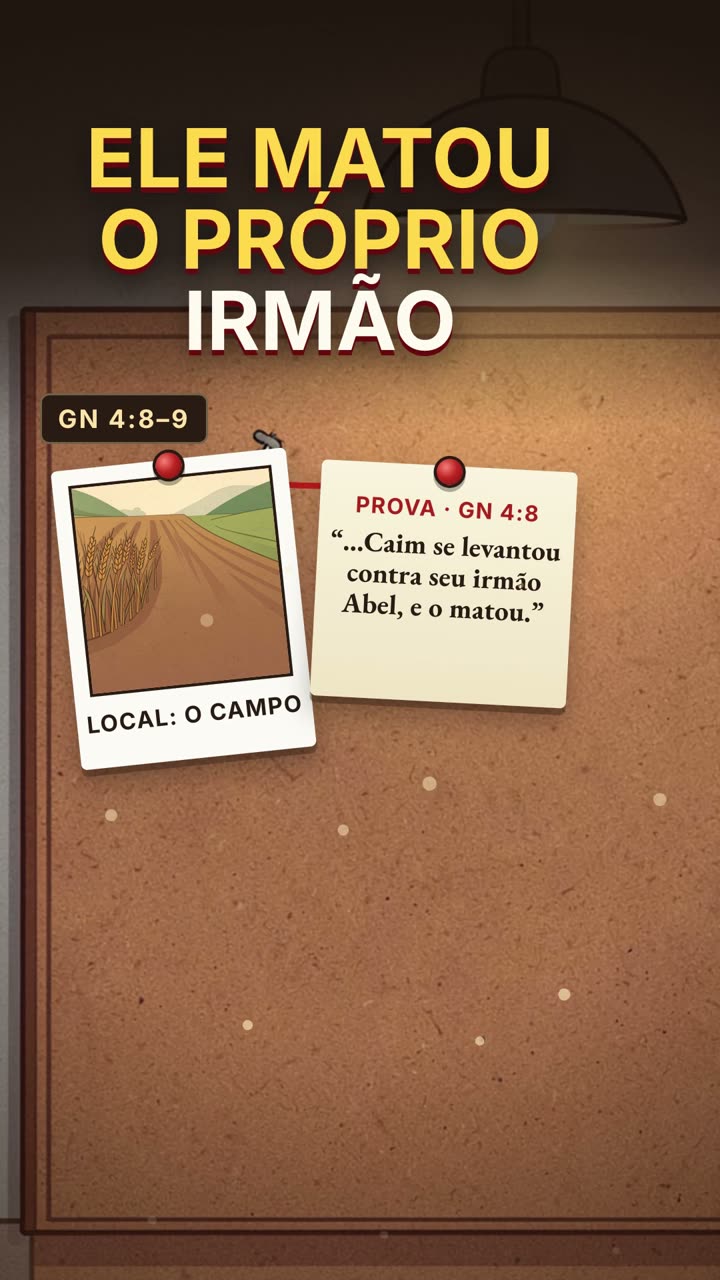 ELE MATOU
O PRÓPRIO
IRMÃO
GN 4:8–9
LOCAL: O CAMPO
PROVA · GN 4:8
“...Caim se levantou
contra seu irmão
Abel, e o matou.”